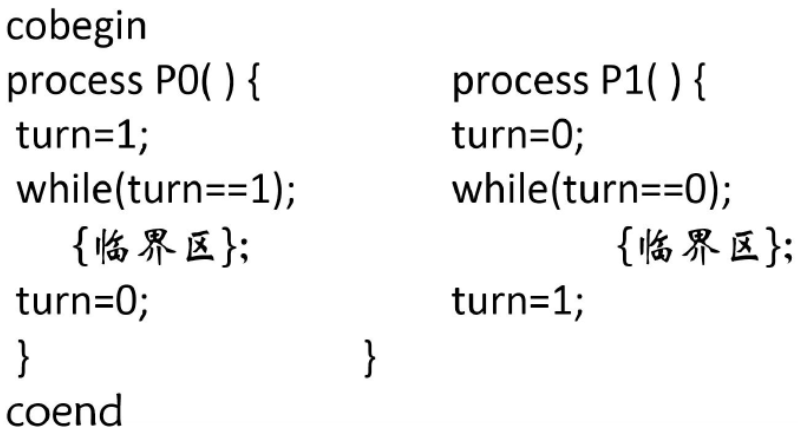 cobegin
process P0( ) { process P1( ) {
turn=1; turn=0;
while(turn==1); while(turn==0);
{临界区}; {临界区};
turn=0; turn=1;
} }
coend